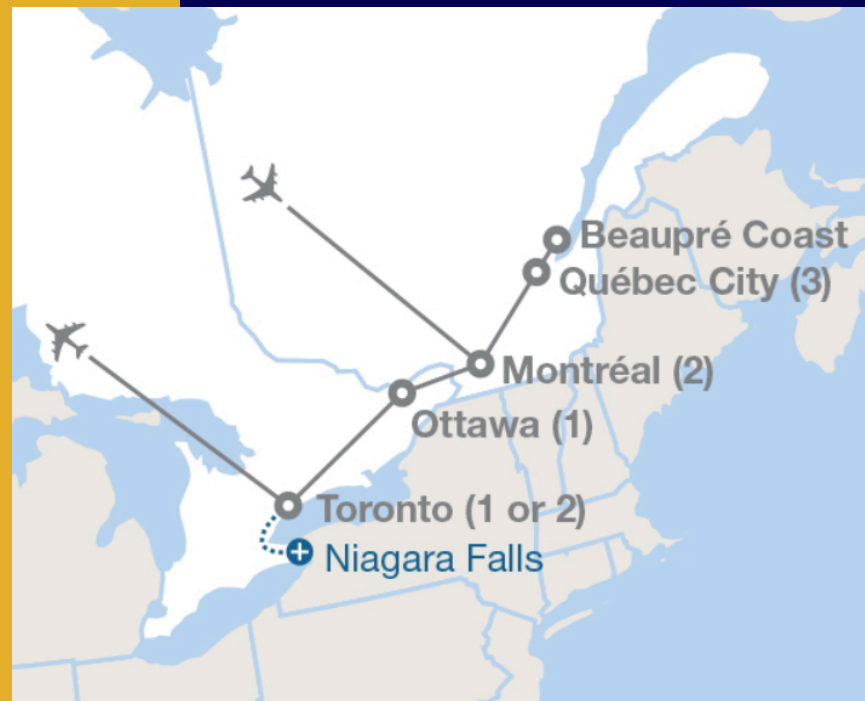 Beaupré Coast
Québec City (3)
Montréal (2)
Ottawa (1)
Toronto (1 or 2)
Niagara Falls